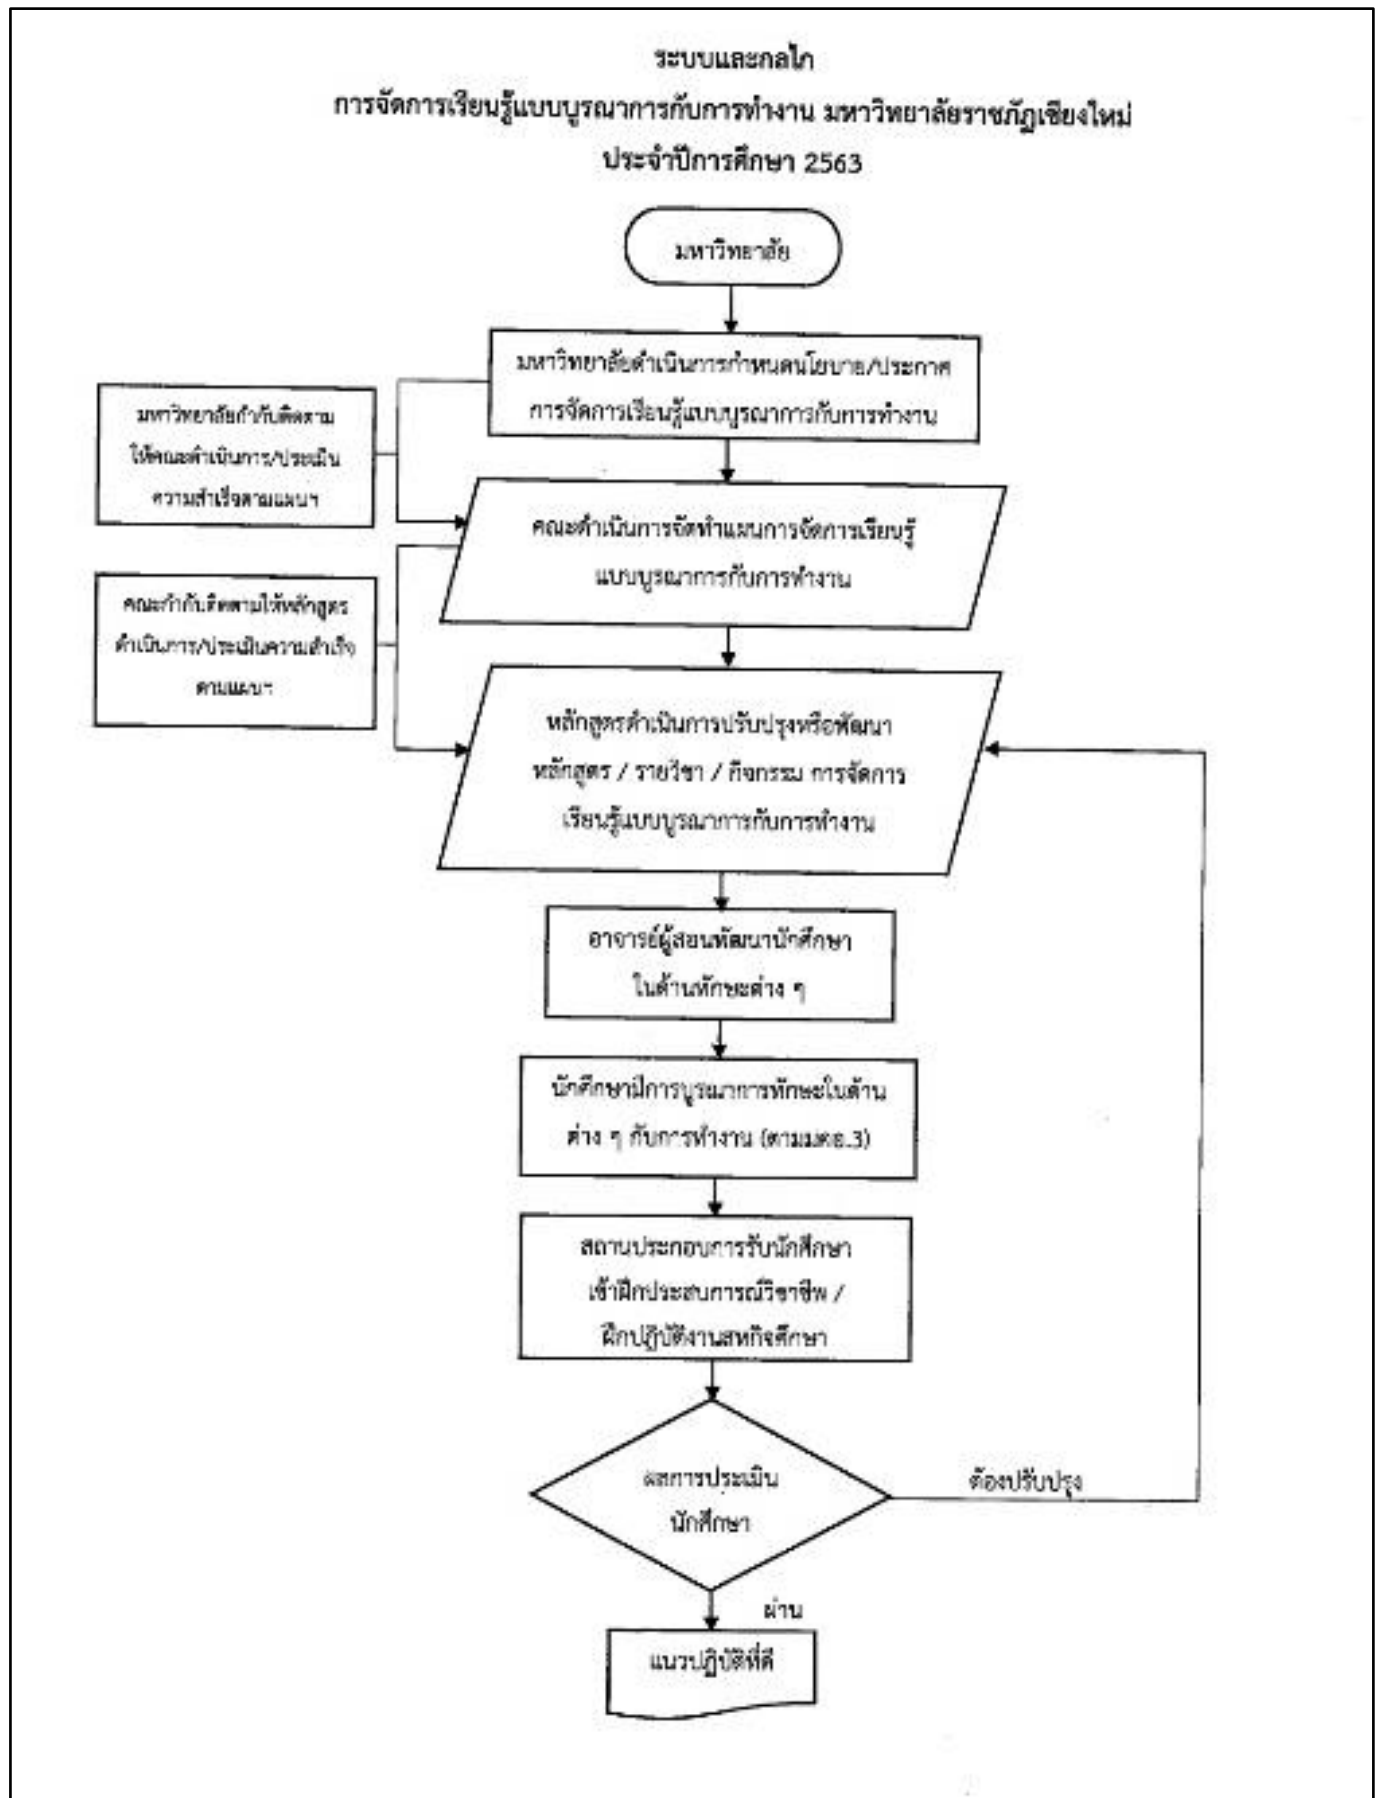 ระบบและกลไก
การจัดการเรียนรู้แบบบูรณาการกับการทำงาน มหาวิทยาลัยราชภัฏเชียงใหม่
ประจำปีการศึกษา 2563
มหาวิทยาลัย
มหาวิทยาลัยดำเนินการกำหนดนโยบาย/ประกาศ
การจัดการเรียนรู้แบบบูรณาการกับการทำงาน
มหาวิทยาลัยกำกับติดตาม
ให้คณะดำเนินการ/ประเมิน
ความสำเร็จตามแผนฯ
คณะดำเนินการจัดทำแผนการจัดการเรียนรู้
แบบบูรณาการกับการทำงาน
คณะกำกับติดตามให้หลักสูตร
ดำเนินการ/ประเมินความสำเร็จ
ตามแผนฯ
หลักสูตรดำเนินการปรับปรุงหรือพัฒนา
หลักสูตร / รายวิชา / กิจกรรม การจัดการ
เรียนรู้แบบบูรณาการกับการทำงาน
อาจารย์ผู้สอนพัฒนานักศึกษา
ในด้านทักษะต่าง ๆ
นักศึกษามีการบูรณาการทักษะในด้าน
ต่าง ๆ กับการทำงาน (ตามมคอ.3)
สถานประกอบการรับนักศึกษา
เข้าฝึกประสบการณ์วิชาชีพ /
ฝึกปฏิบัติงานสหกิจศึกษา
ผลการประเมิน
นักศึกษา
ต้องปรับปรุง
ผ่าน
แนวปฏิบัติที่ดี